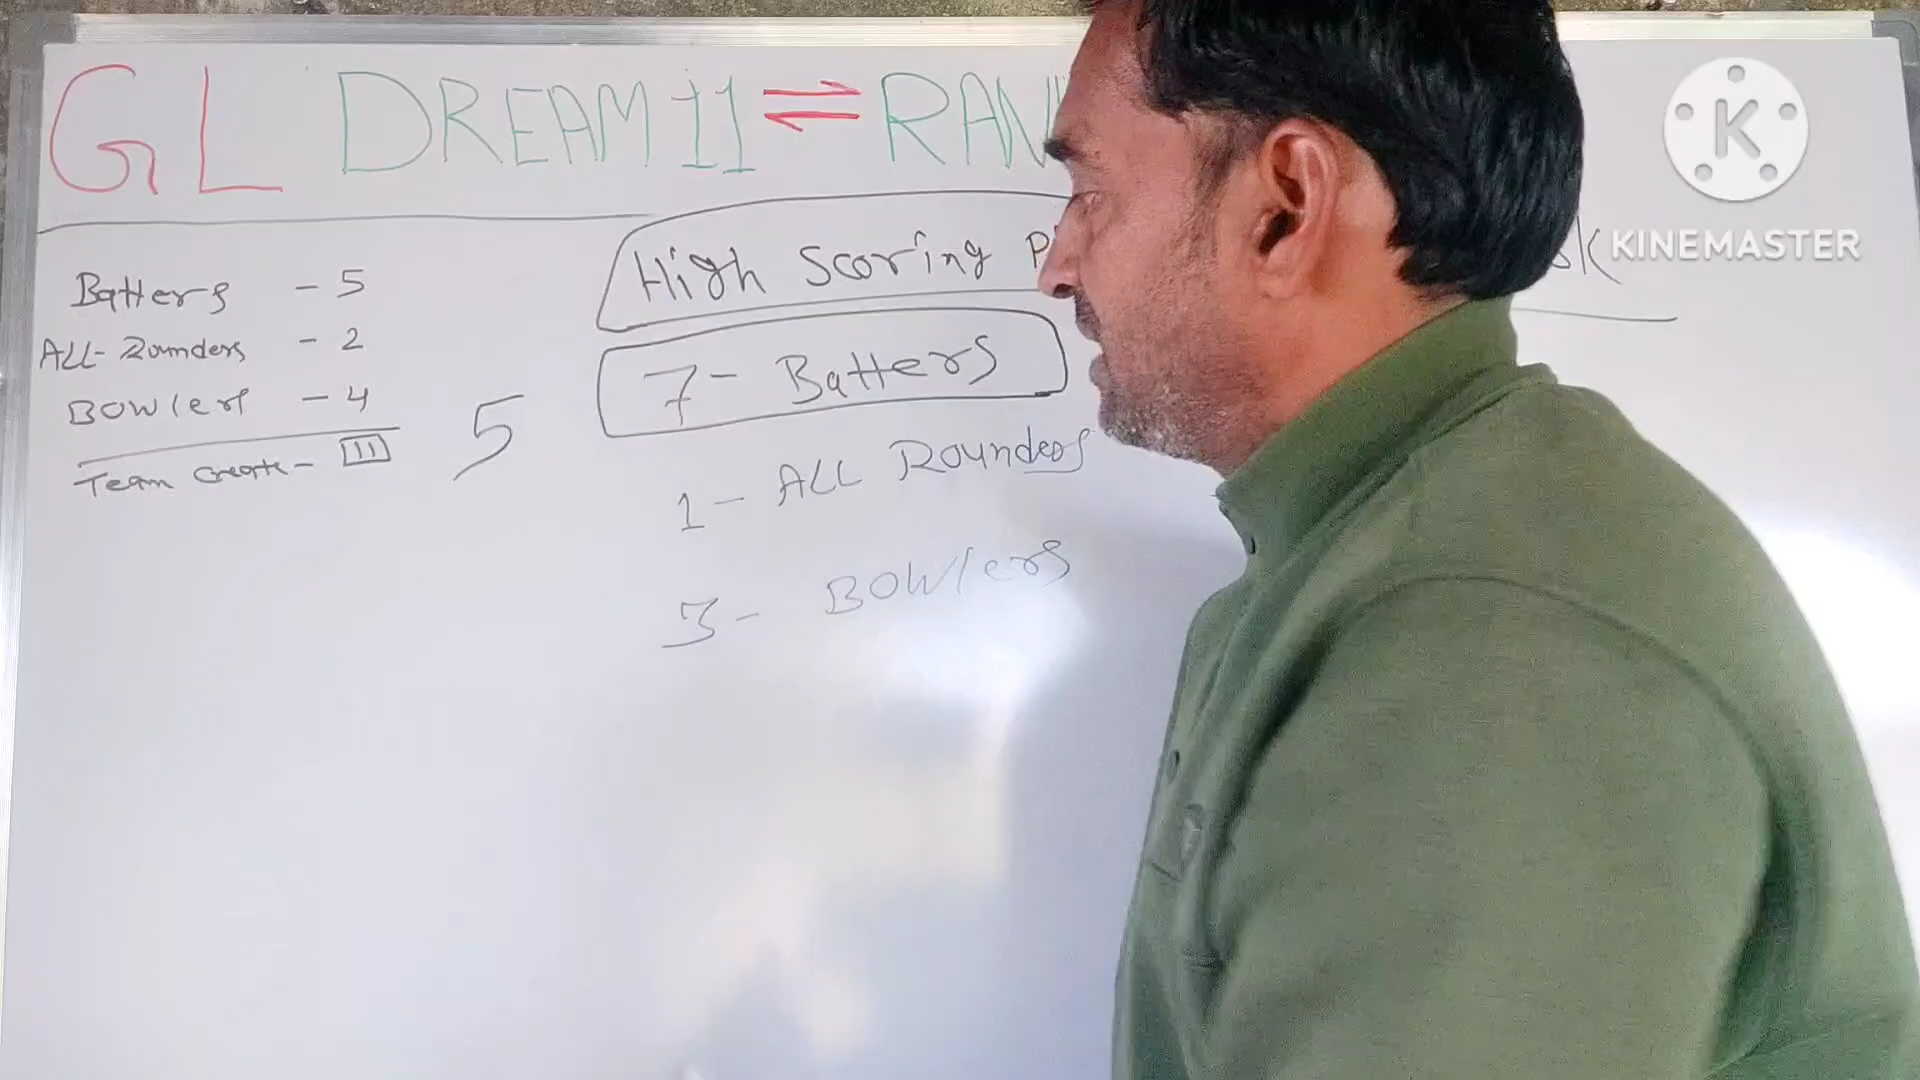 GL DREAM 11 ⇌ RAN
High Scoring
Batters - 5
ALL-Rounders - 2
BOWlers - 4
Team Create - 11
5
7 - Batters
1 - ALL Rounders
3 - BOWlers
K
KINEMASTER